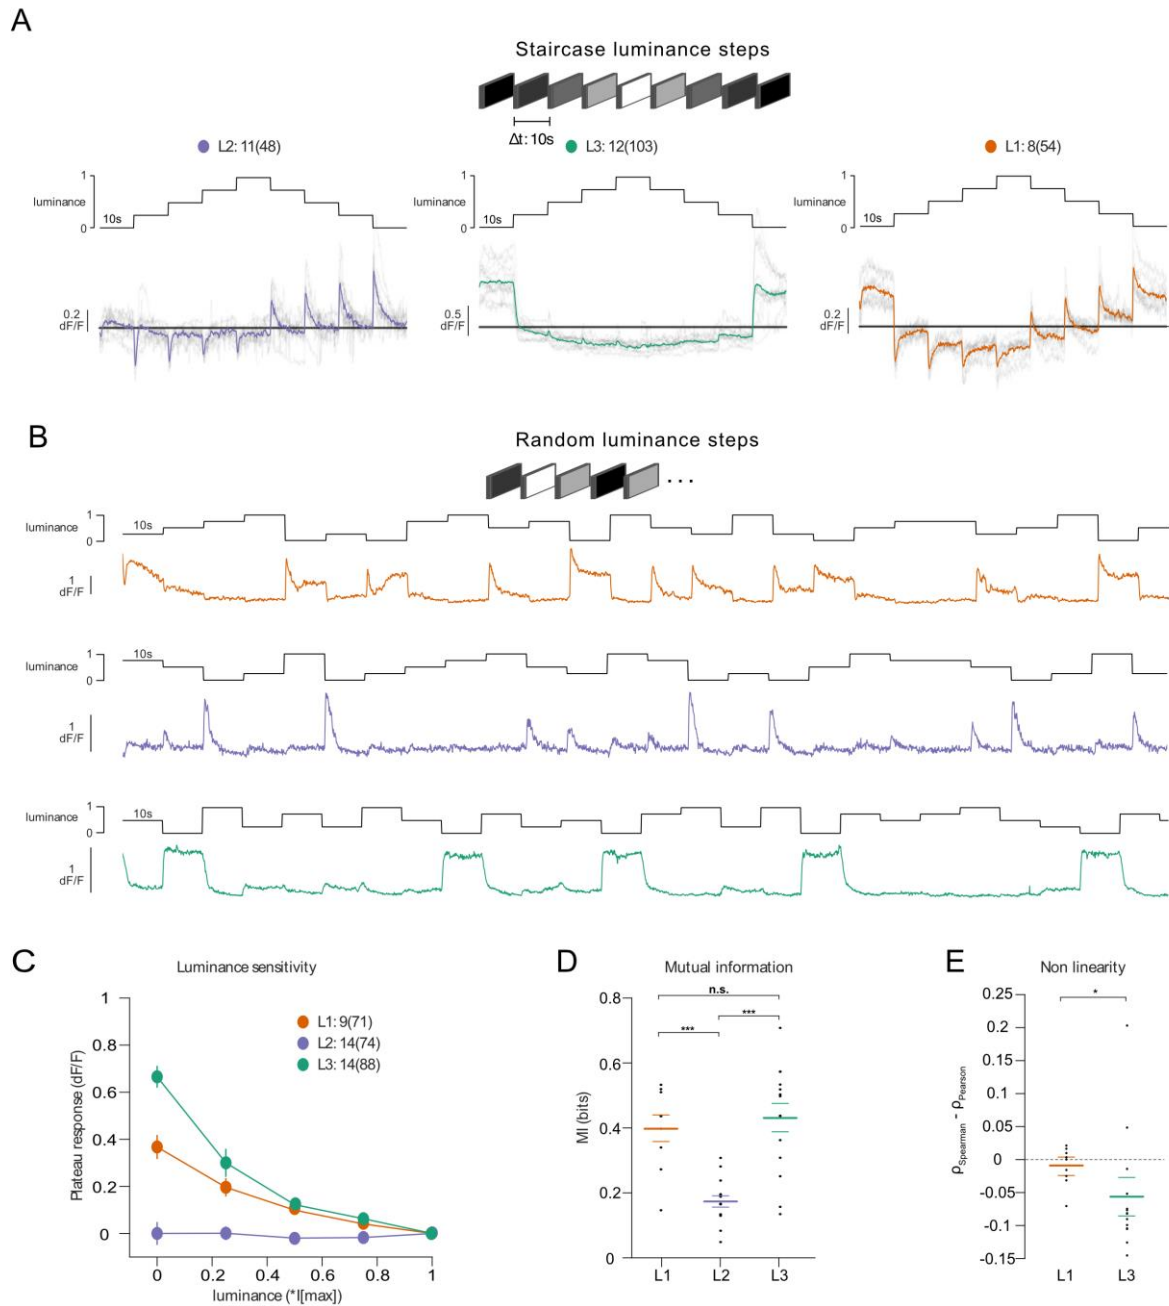 A
Staircase luminance steps
Δt: 10s
L2: 11(48)
L3: 12(103)
L1: 8(54)
1
luminance
10s
0
0.2
dF/F
1
luminance
10s
0
0.5
dF/F
1
luminance
10s
0
0.2
dF/F
B
Random luminance steps
...
luminance
1
10s
0
1
dF/F
luminance
1
10s
0
1
dF/F
luminance
1
10s
0
1
dF/F
C
Luminance sensitivity
Plateau response (dF/F)
1
0.8
0.6
0.4
0.2
0
L1: 9(71)
L2: 14(74)
L3: 14(88)
0 0.2 0.4 0.6 0.8 1
luminance (*I[max])
D
Mutual information
MI (bits)
0.8
0.6
0.4
0.2
0
n.s.
*** ***
L1 L2 L3
E
Non linearity
ρSpearman - ρPearson
0.25
0.2
0.15
0.1
0.05
0
-0.05
-0.1
-0.15
*
L1 L3